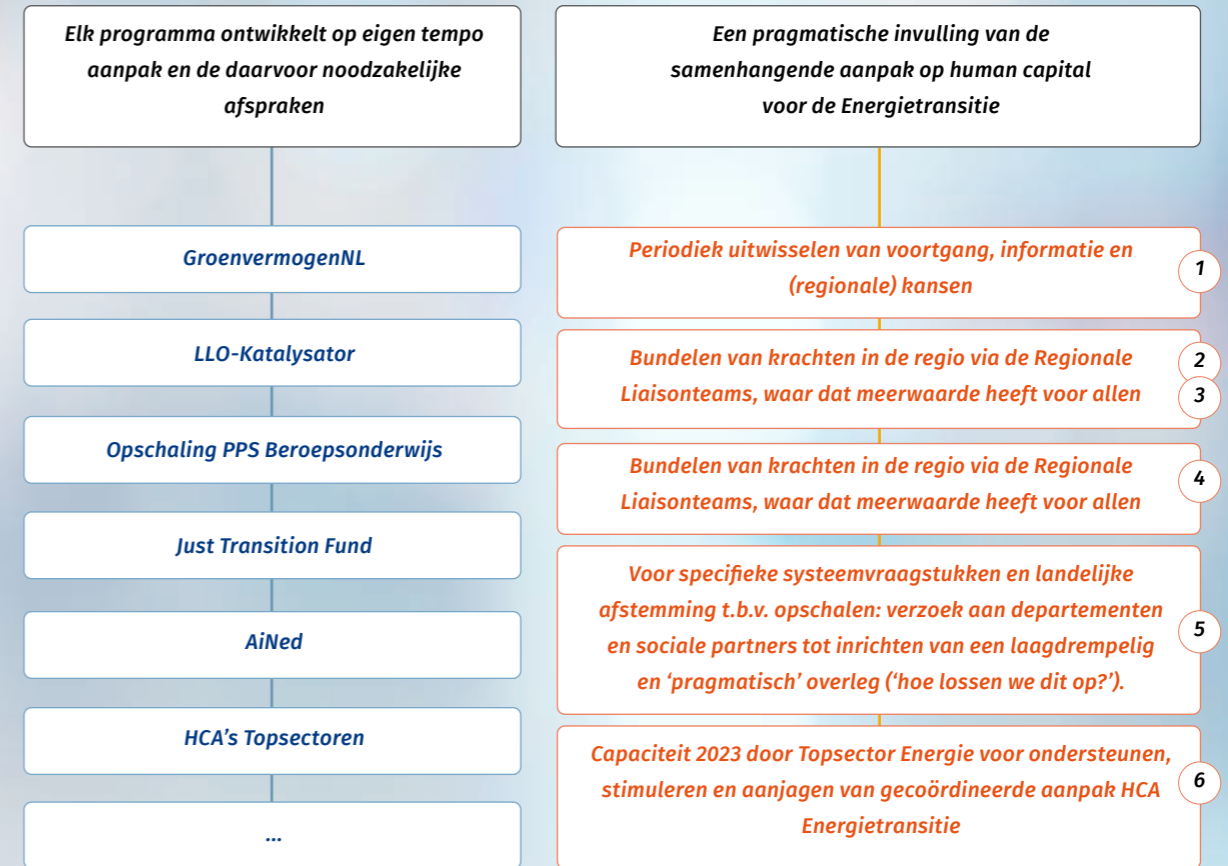 Elk programma ontwikkelt op eigen tempo
aanpak en de daarvoor noodzakelijke
afspraken
GroenvermogenNL
LLO-Katalysator
Opschaling PPS Beroepsonderwijs
Just Transition Fund
AiNed
HCA's Topsectoren
...
Een pragmatische invulling van de
samenhangende aanpak op human capital
voor de Energietransitie
Periodiek uitwisselen van voortgang, informatie en
(regionale) kansen
1
Bundelen van krachten in de regio via de Regionale
Liaisonteams, waar dat meerwaarde heeft voor allen
2
3
Bundelen van krachten in de regio via de Regionale
Liaisonteams, waar dat meerwaarde heeft voor allen
4
Voor specifieke systeemvraagstukken en landelijke
afstemming t.b.v. opschalen: verzoek aan departementen
en sociale partners tot inrichten van een laagdrempelig
en ‘pragmatisch’ overleg (‘hoe lossen we dit op?’).
5
Capaciteit 2023 door Topsector Energie voor ondersteunen,
stimuleren en aanjagen van gecoördineerde aanpak HCA
Energietransitie
6